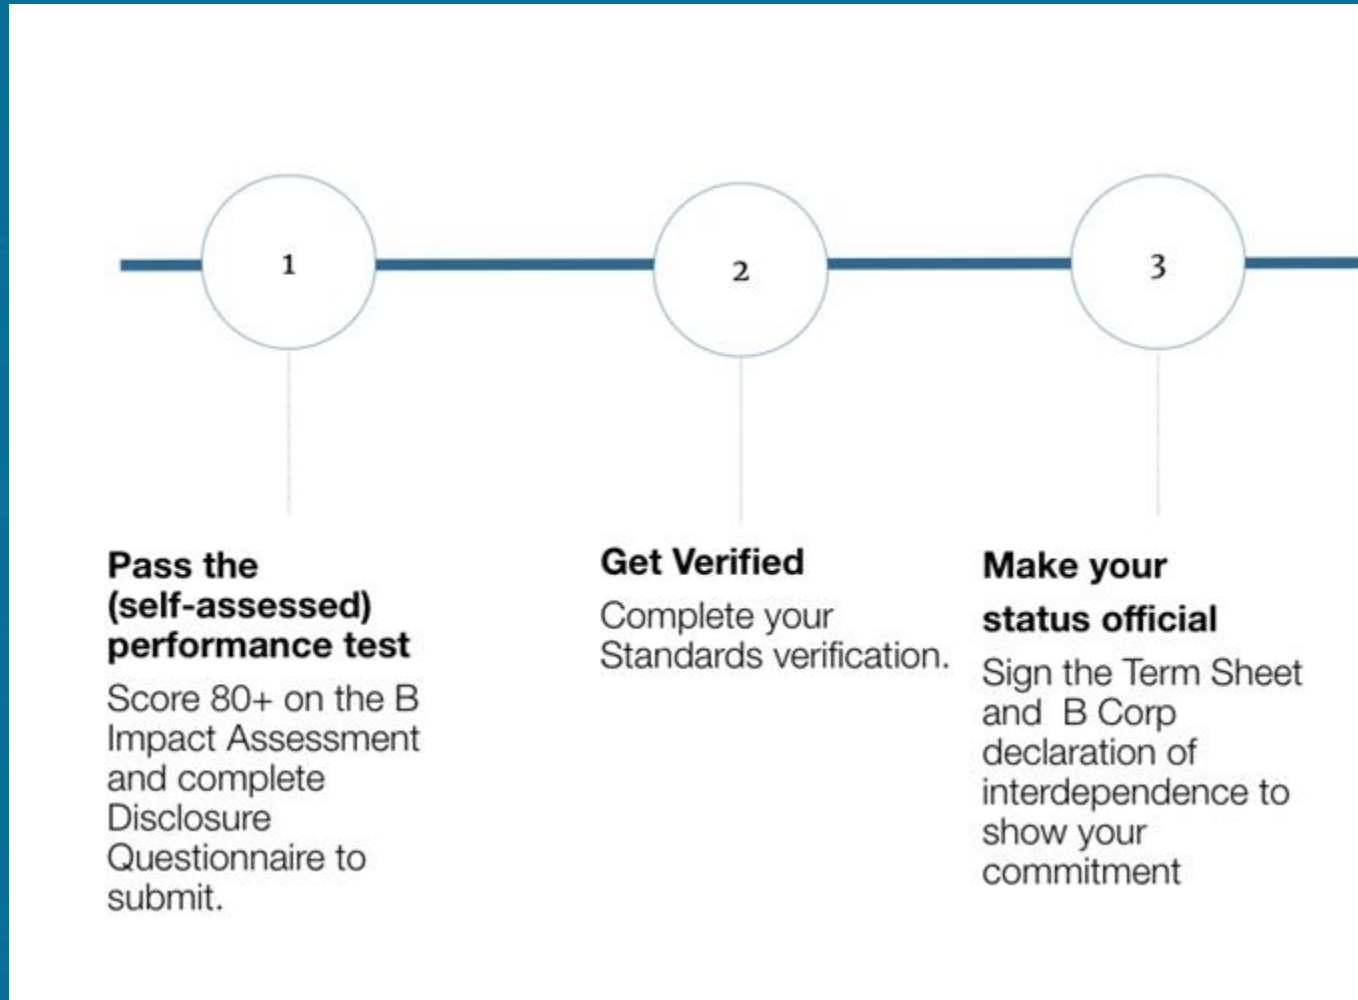 1
2
3
Pass the
(self-assessed)
performance test
Score 80+ on the B
Impact Assessment
and complete
Disclosure
Questionnaire to
submit.
Get Verified
Complete your
Standards verification.
Make your
status official
Sign the Term Sheet
and  B Corp
declaration of
interdependence to
show your
commitment